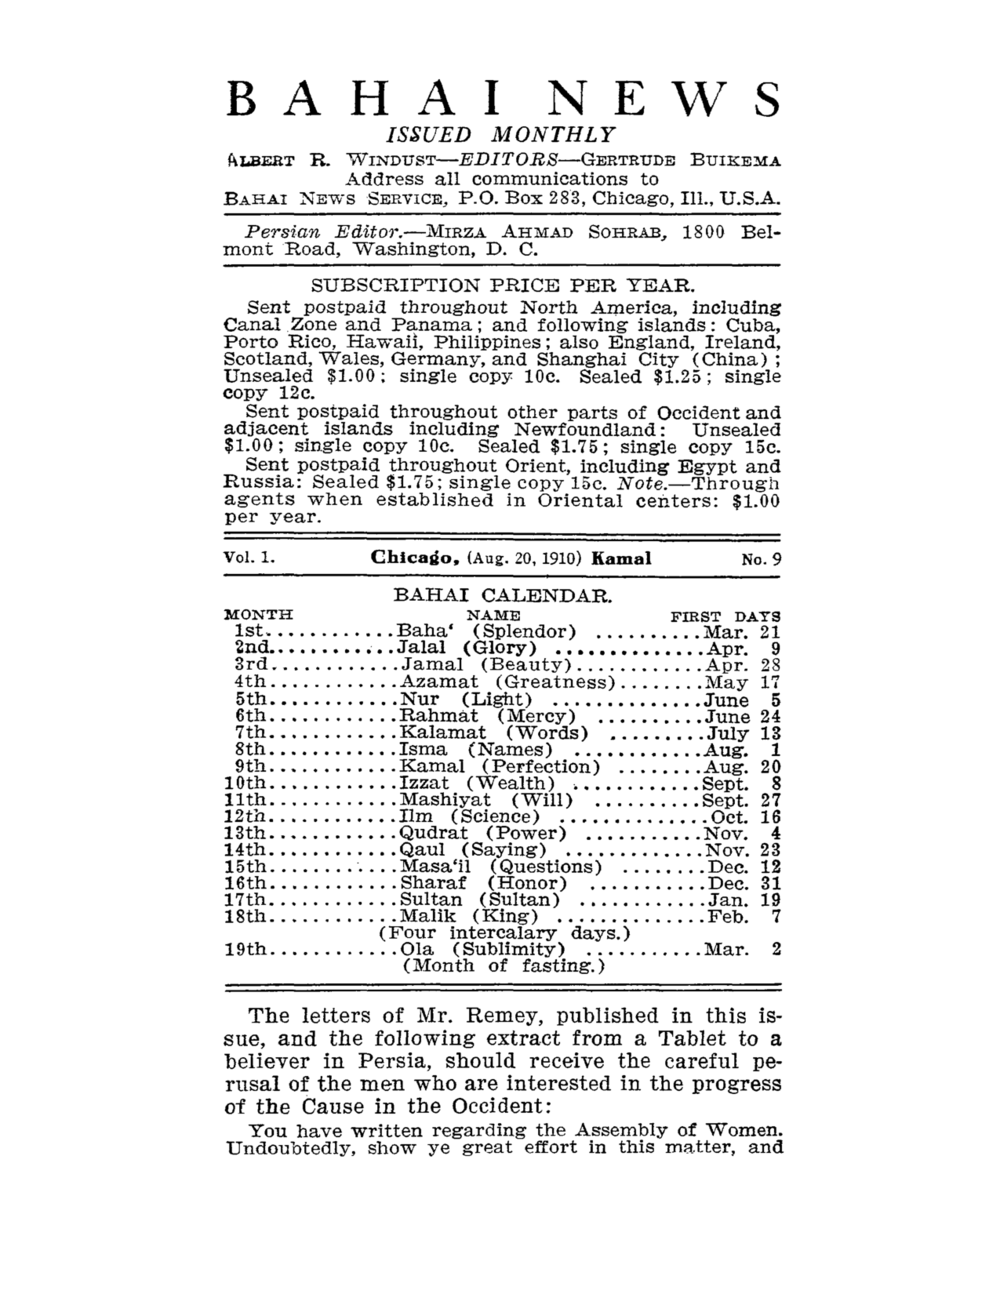 BAHAI NEWS
ISSUED MONTHLY
ALBERT R. WINDUST—EDITORS—GERTRUDE BUIKEMA
Address all communications to
BAHAI NEWS SERVICE, P.O. Box 283, Chicago, Ill., U.S.A.
Persian Editor.—MIRZA AHMAD SOHRAB, 1800 Bel-
mont Road, Washington, D. C.
SUBSCRIPTION PRICE PER YEAR.
Sent postpaid throughout North America, including
Canal Zone and Panama; and following islands: Cuba,
Porto Rico, Hawaii, Philippines; also England, Ireland,
Scotland, Wales, Germany, and Shanghai City (China);
Unsealed $1.00; single copy 10c. Sealed $1.25; single
copy 12c.
Sent postpaid throughout other parts of Occident and
adjacent islands including Newfoundland: Unsealed
$1.00; single copy 10c. Sealed $1.75; single copy 15c.
Sent postpaid throughout Orient, including Egypt and
Russia: Sealed $1.75; single copy 15c. Note.—Through
agents when established in Oriental centers: $1.00
per year.
Vol. 1. Chicago, (Aug. 20, 1910) Kamal No. 9
BAHAI CALENDAR.
MONTH NAME FIRST DAYS
1st............Baha‘ (Splendor) ..........Mar. 21
2nd............Jalal (Glory) ..............Apr. 9
3rd............Jamal (Beauty)............Apr. 28
4th............Azamat (Greatness)........May 17
5th............Nur (Light) ..............June 5
6th............Rahmat (Mercy) ..........June 24
7th............Kalamat (Words) .........July 13
8th............Isma (Names) ............Aug. 1
9th............Kamal (Perfection) ........Aug. 20
10th............Izzat (Wealth) ............Sept. 8
11th............Mashiyat (Will) ..........Sept. 27
12th............Ilm (Science) ..............Oct. 16
13th............Qudrat (Power) ...........Nov. 4
14th............Qaul (Saying) .............Nov. 23
15th............Masa‘il (Questions) ........Dec. 12
16th............Sharaf (Honor) ...........Dec. 31
17th............Sultan (Sultan) ............Jan. 19
18th............Malik (King) ..............Feb. 7
(Four intercalary days.)
19th............Ola (Sublimity) ...........Mar. 2
(Month of fasting.)
The letters of Mr. Remey, published in this is-
sue, and the following extract from a Tablet to a
believer in Persia, should receive the careful pe-
rusal of the men who are interested in the progress
of the Cause in the Occident:
You have written regarding the Assembly of Women.
Undoubtedly, show ye great effort in this matter, and